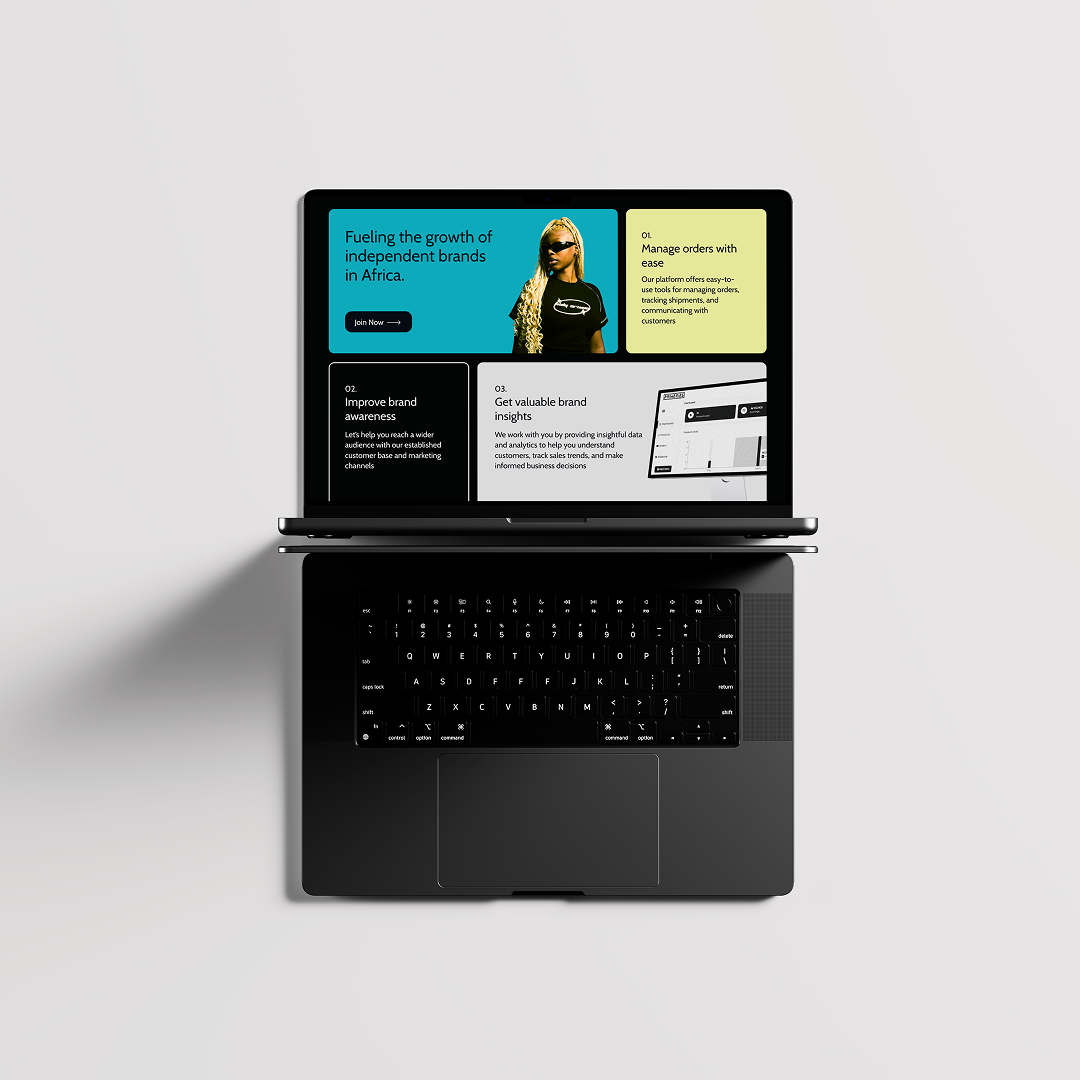 Fueling the growth of
independent brands
in Africa.
Join Now
01.
Manage orders with
ease
Our platform offers easy-to-
use tools for managing orders,
tracking shipments, and
communicating with
customers
02.
Improve brand
awareness
Let's help you reach a wider
audience with our established
customer base and marketing
channels
03.
Get valuable brand
insights
We work with you by providing insightful data
and analytics to help you understand
customers, track sales trends, and make
informed business decisions
esc F1 F2 F3 F4 F5 F6 F7 F8 F9 F10 F11 F12
~ ! @ # $ % ^ & * ( ) _ +
` 1 2 3 4 5 6 7 8 9 0 - = delete
tab Q W E R T Y U I O P { [ } ] | \
caps lock A S D F F F J K L : ; " ' return
shift Z X C V B N M < , > . ? / shift
fn control option command command option